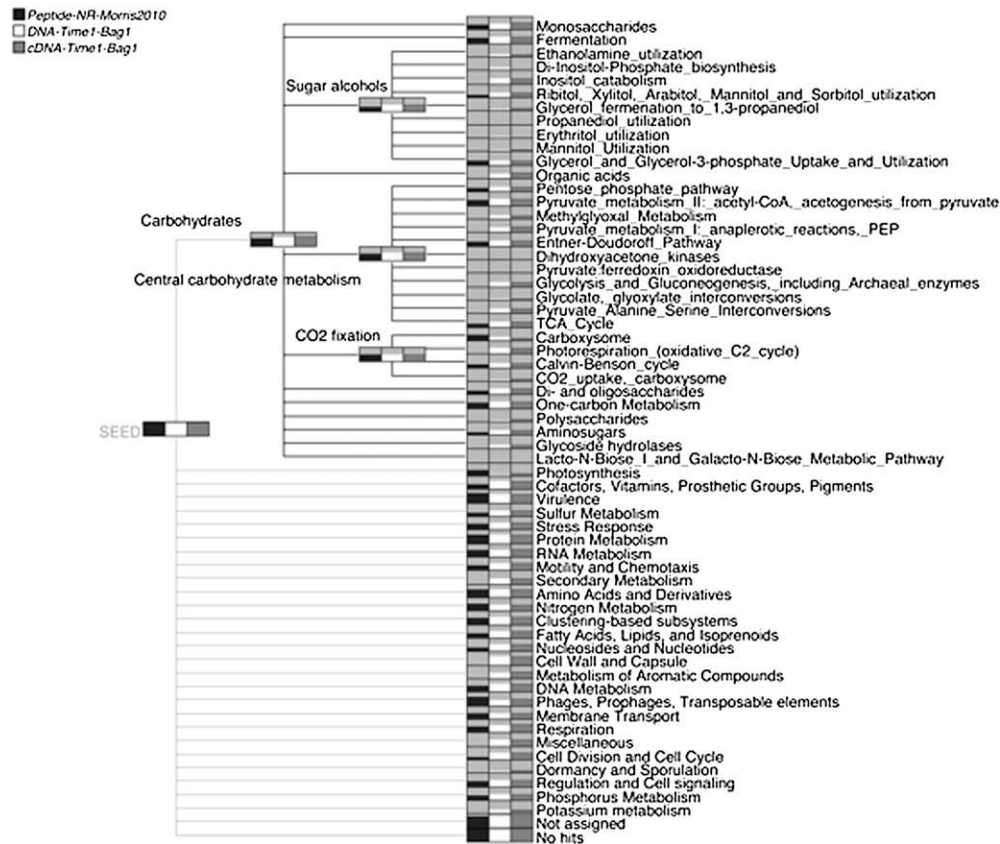 Peptide-NR-Morris2010
DNA-Time1-Bag1
cDNA-Time1-Bag1
Monosaccharides
Fermentation
Ethanolamine_utilization
Di-Inositol-Phosphate_biosynthesis
Sugar alcohols
Inositol_catabolism
Ribitol,_Xylitol,_Arabitol,_Mannitol_and_Sorbitol_utilization
Glycerol_fermenation_to_1,3-propanediol
Propanediol_utilization
Erythritol_utilization
Mannitol_Utilization
Glycerol_and_Glycerol-3-phosphate_Uptake_and_Utilization
Organic acids
Pentose_phosphate_pathway
Pyruvate_metabolism_II:_acetyl-CoA,_acetogenesis_from_pyruvate
Carbohydrates
Methylglyoxal_Metabolism
Pyruvate_metabolism_I:_anaplerotic_reactions,_PEP
Entner-Doudoroff_Pathway
Dihydroxyacetone_kinases
Pyruvate:ferredoxin_oxidoreductase
Central carbohydrate metabolism
Glycolysis_and_Gluconeogenesis,_including_Archaeal_enzymes
Glycolate,_glyoxylate_interconversions
Pyruvate_Alanine_Serine_Interconversions
TCA_Cycle
CO2 fixation
Carboxysome
Photorespiration_(oxidative_C2_cycle)
Calvin-Benson_cycle
CO2_uptake,_carboxysome
Di- and oligosaccharides
One-carbon Metabolism
Polysaccharides
SEED
Aminosugars
Glycoside hydrolases
Lacto-N-Biose_I_and_Galacto-N-Biose_Metabolic_Pathway
Photosynthesis
Cofactors, Vitamins, Prosthetic Groups, Pigments
Virulence
Sulfur Metabolism
Stress Response
Protein Metabolism
RNA Metabolism
Motility and Chemotaxis
Secondary Metabolism
Amino Acids and Derivatives
Nitrogen Metabolism
Clustering-based subsystems
Fatty Acids, Lipids, and Isoprenoids
Nucleosides and Nucleotides
Cell Wall and Capsule
Metabolism of Aromatic Compounds
DNA Metabolism
Phages, Prophages, Transposable elements
Membrane Transport
Respiration
Miscellaneous
Cell Division and Cell Cycle
Dormancy and Sporulation
Regulation and Cell signaling
Phosphorus Metabolism
Potassium metabolism
Not assigned
No hits